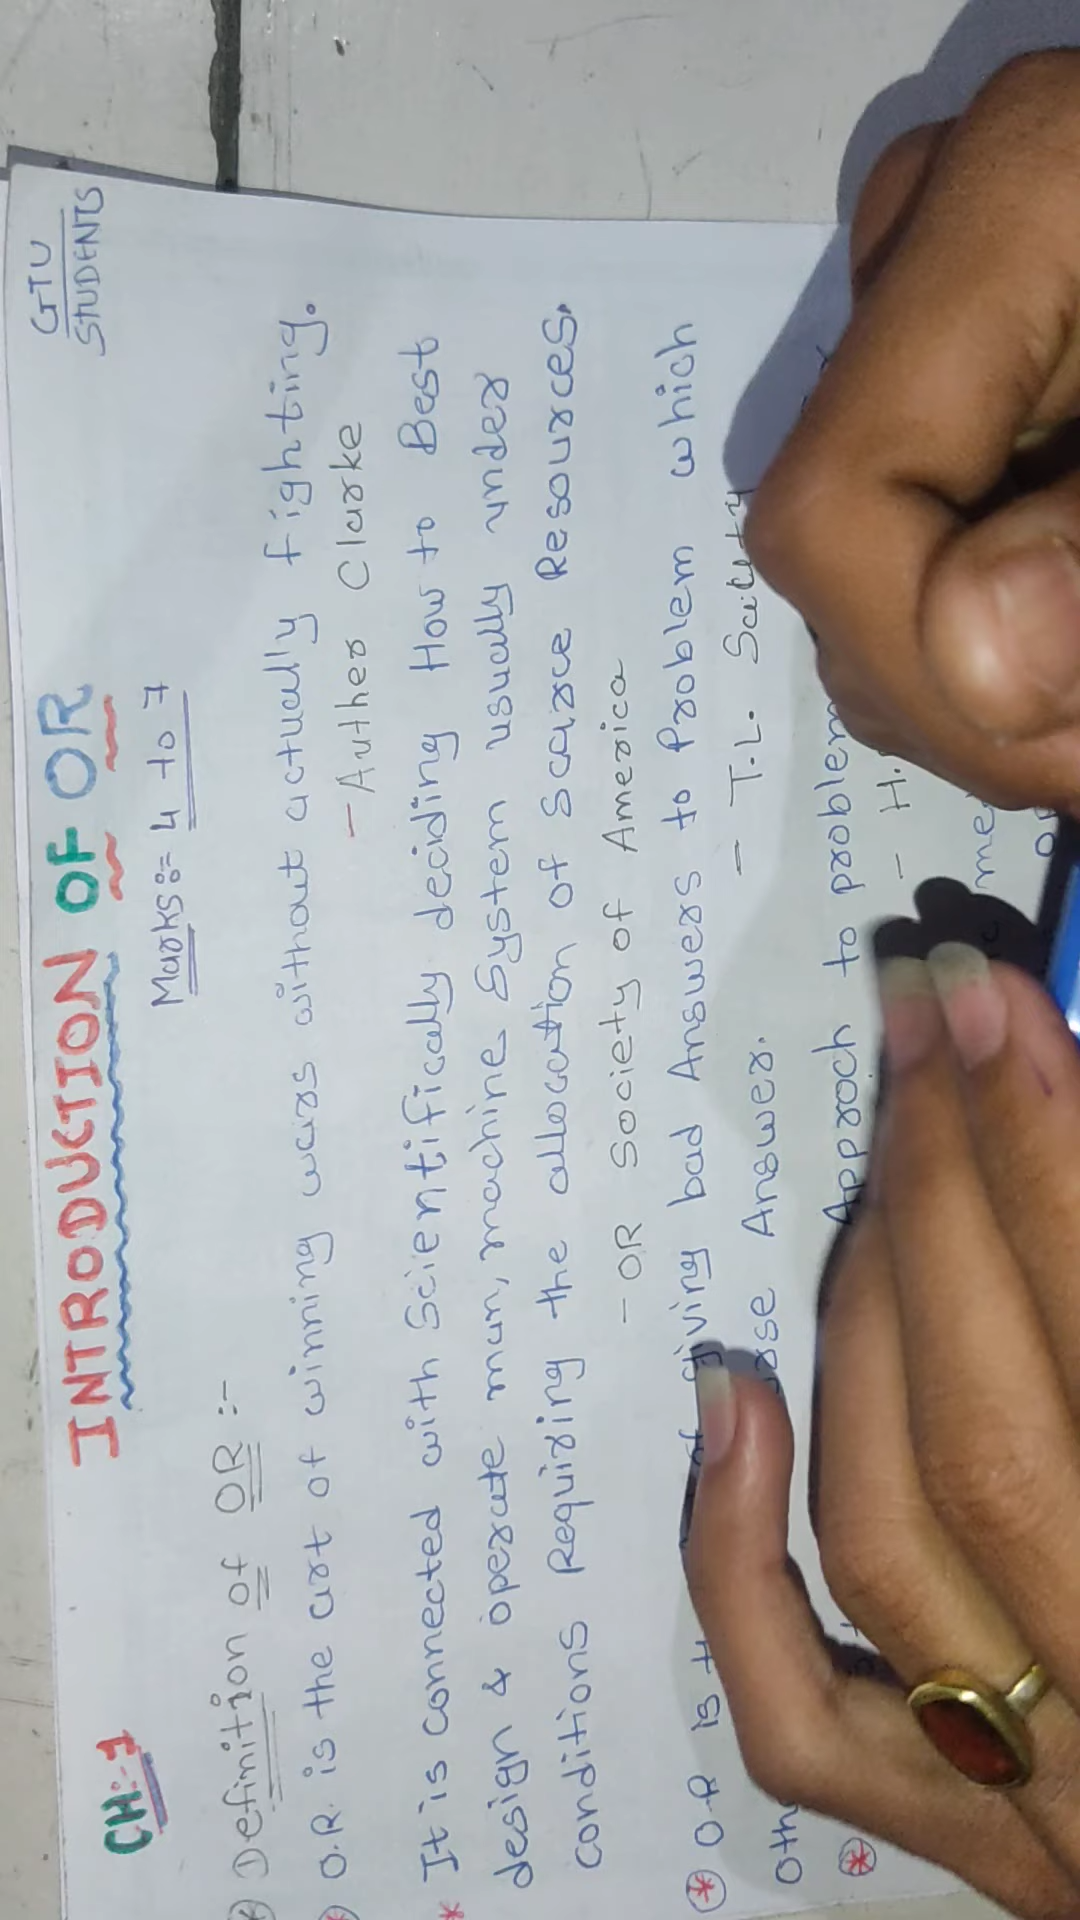 GTU
STUDENTS
CH:-1 INTRODUCTION OF OR
Marks:- 4 to 7
* Definition of OR :-
* O.R. is the art of winning wars without actually fighting.
- Auther Clarke
* It is connected with Scientifically deciding How to Best
design & operate man, machine System usually under
conditions Requiring the allocation of Scarce Resources.
- OR Society of America
* O.R is giving bad Answers to Problem which
Answer. - T.L. Saaty
* Approch to problem
- H.